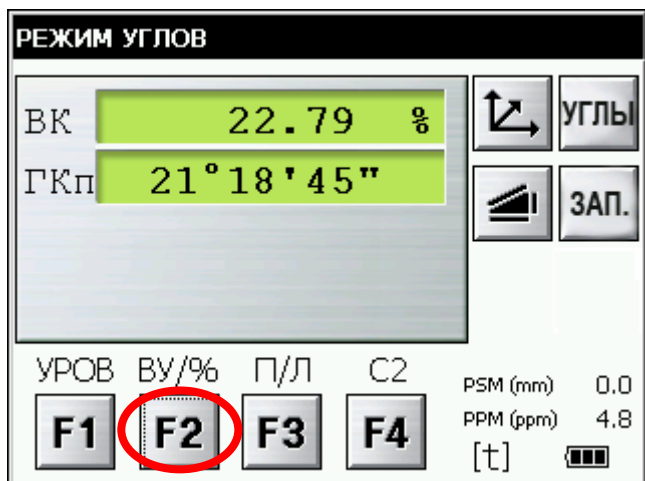 РЕЖИМ УГЛОВ
ВК 22.79 %
ГКп 21°18'45"
УГЛЫ
ЗАП.
УРОВ ВУ/% П/Л С2
F1 F2 F3 F4
PSM (mm) 0.0
PPM (ppm) 4.8
[t]